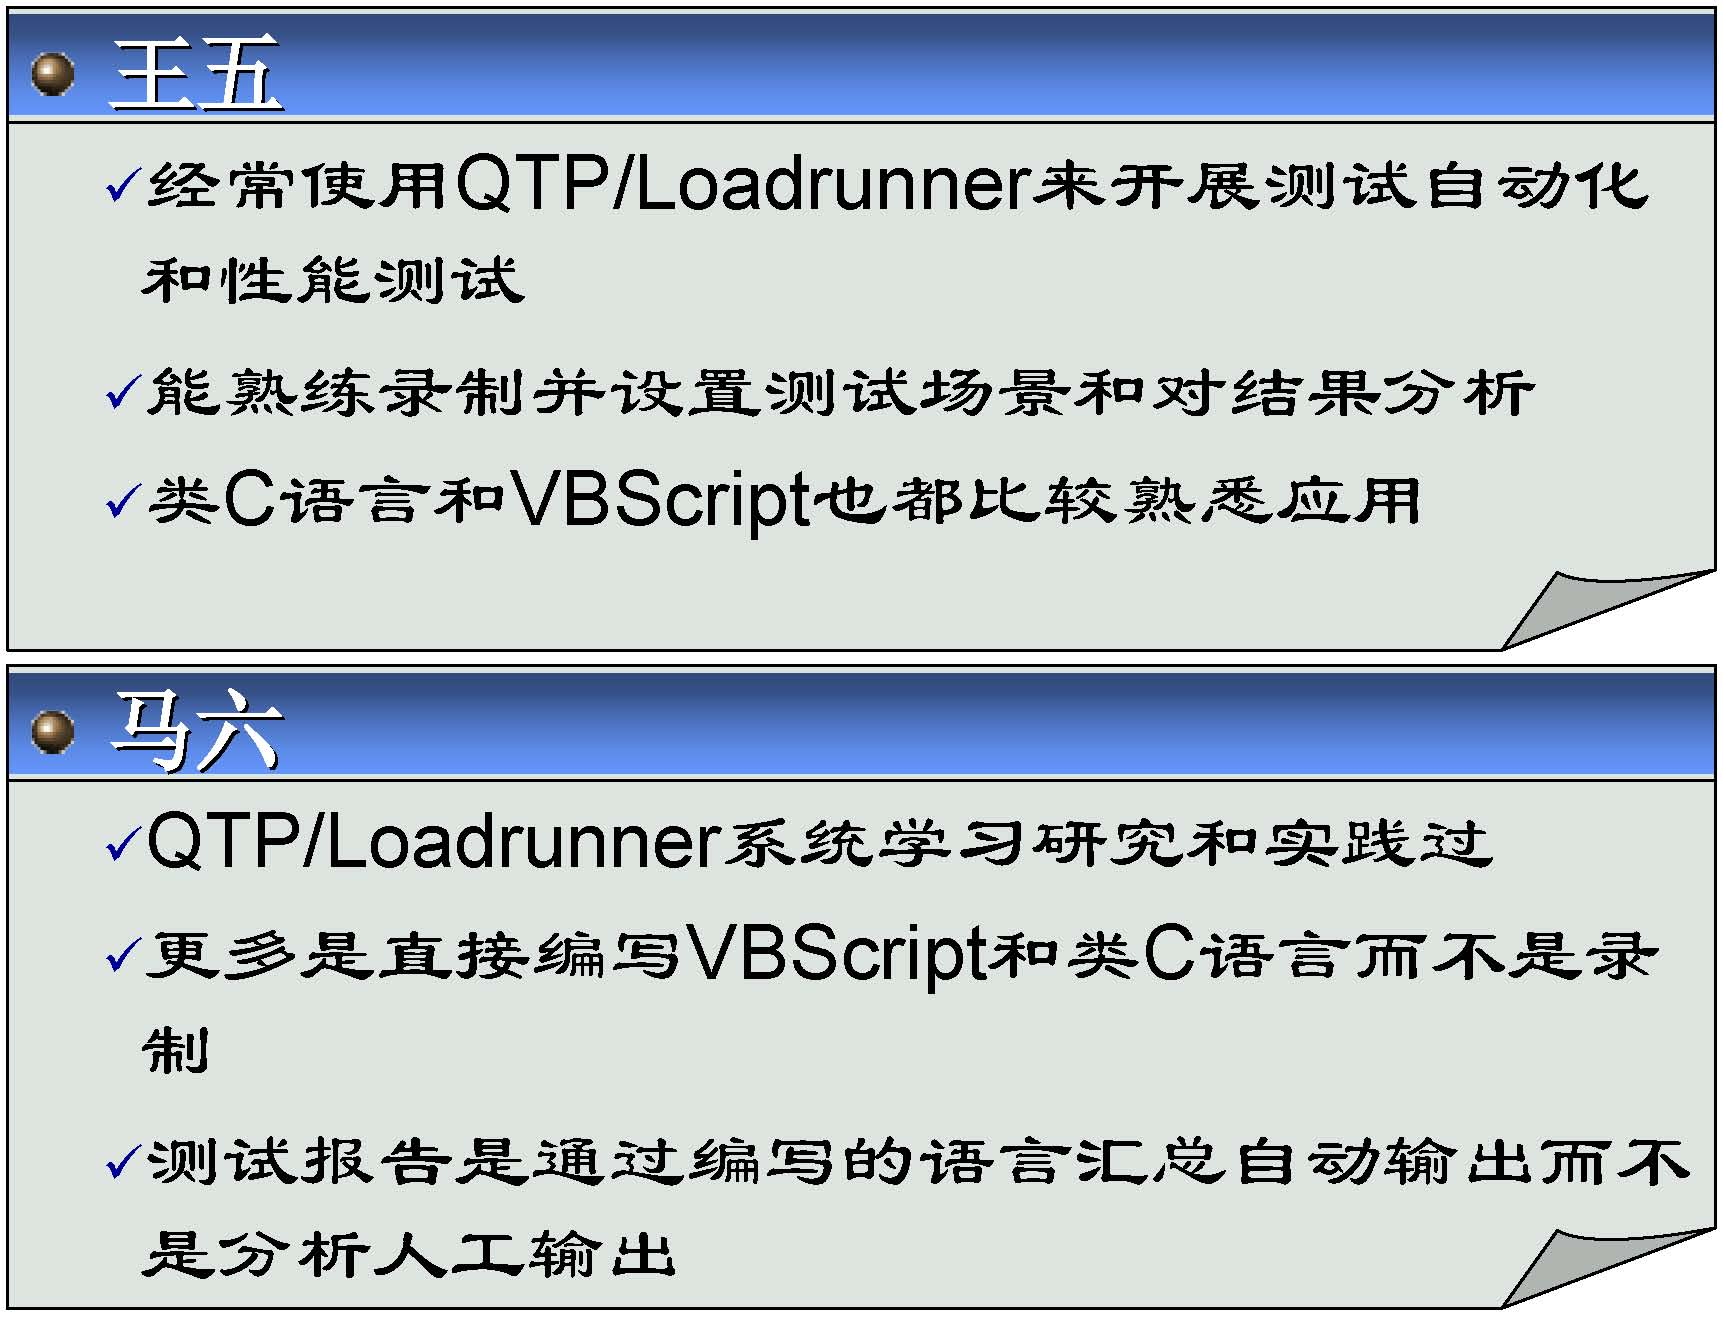 王五
✓经常使用QTP/Loadrunner来开展测试自动化
和性能测试
✓能熟练录制并设置测试场景和对结果分析
✓类C语言和VBScript也都比较熟悉应用
马六
✓QTP/Loadrunner系统学习研究和实践过
✓更多是直接编写VBScript和类C语言而不是录
制
✓测试报告是通过编写的语言汇总自动输出而不
是分析人工输出